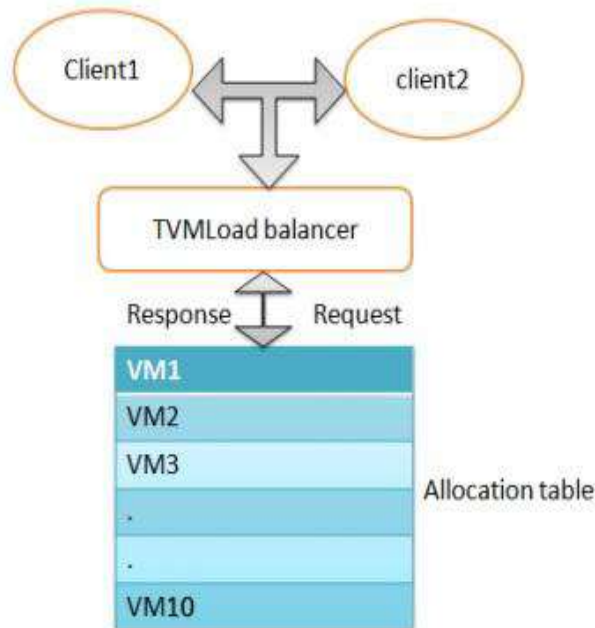 Client1
client2
TVMLoad balancer
Response
Request
VM1
VM2
VM3
.
.
VM10
Allocation table